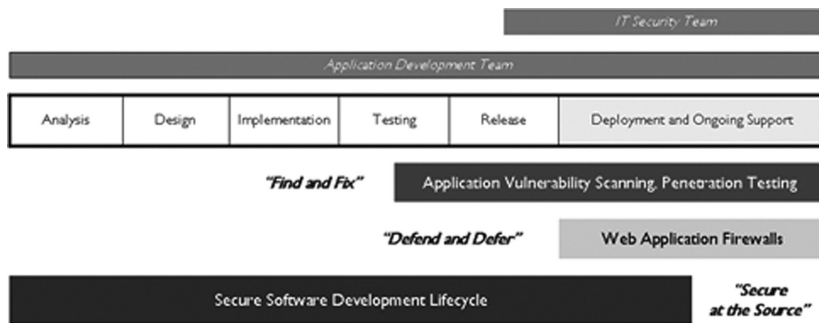 IT Security Team
Application Development Team
Analysis
Design
Implementation
Testing
Release
Deployment and Ongoing Support
"Find and Fix"
Application Vulnerability Scanning, Penetration Testing
"Defend and Defer"
Web Application Firewalls
Secure Software Development Lifecycle
"Secure
at the Source"